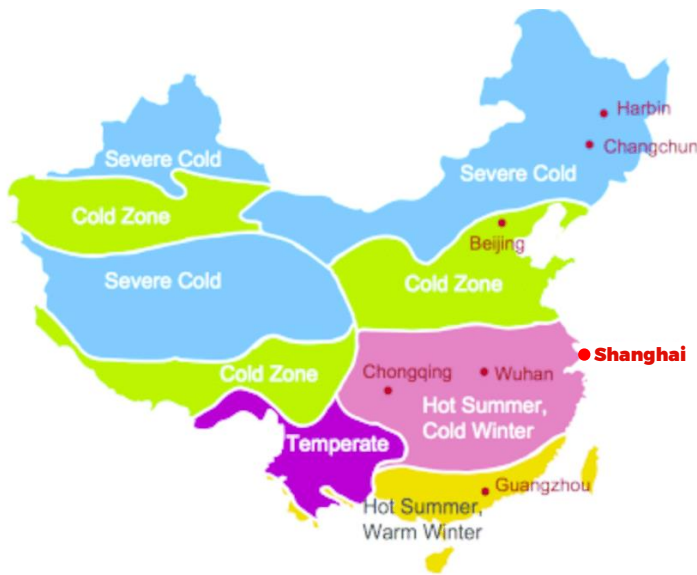 Harbin
Changchun
Severe Cold
Severe Cold
Cold Zone
Beijing
Severe Cold
Cold Zone
Shanghai
Chongqing
Wuhan
Cold Zone
Hot Summer,
Cold Winter
Temperate
Guangzhou
Hot Summer,
Warm Winter